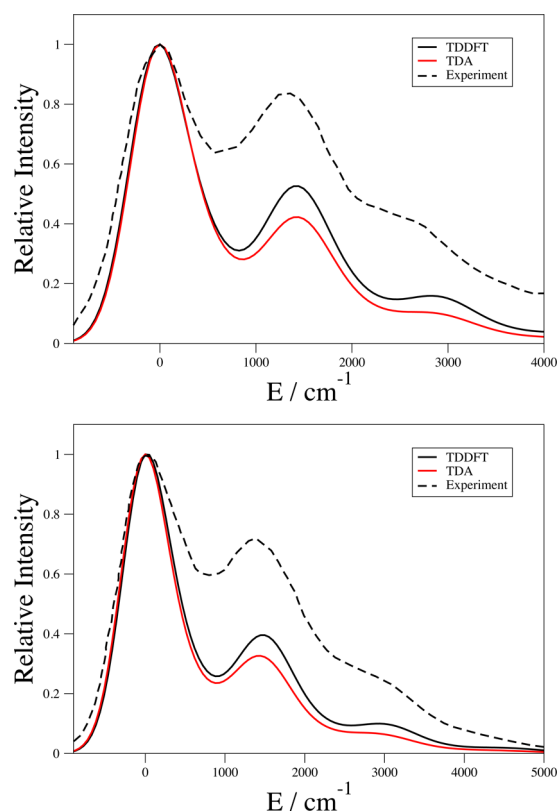 1
0.8
0.6
0.4
0.2
0
Relative Intensity
TDDFT
TDA
Experiment
0
1000
2000
3000
4000
E / cm-1
1
0.8
0.6
0.4
0.2
0
Relative Intensity
TDDFT
TDA
Experiment
0
1000
2000
3000
4000
5000
E / cm-1